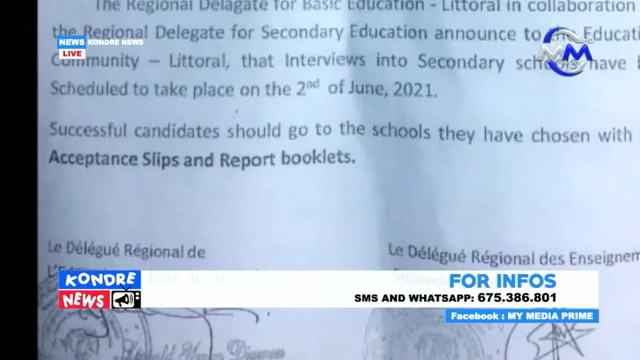 The Regional Delagate for Basic Education - Littoral in collaboration
NEWS KONDRE NEWS
LIVE
the Regional Delegate for Secondary Education announce to the Educati
Community – Littoral, that Interviews into Secondary schools have b
Scheduled to take place on the 2nd of June, 2021.
Successful candidates should go to the schools they have chosen with
Acceptance Slips and Report booklets.
Le Délégué Régional de
Le Délégué Régional des Enseignem
KONDRE
NEWS
FOR INFOS
SMS AND WHATSAPP: 675.386.801
Facebook : MY MEDIA PRIME